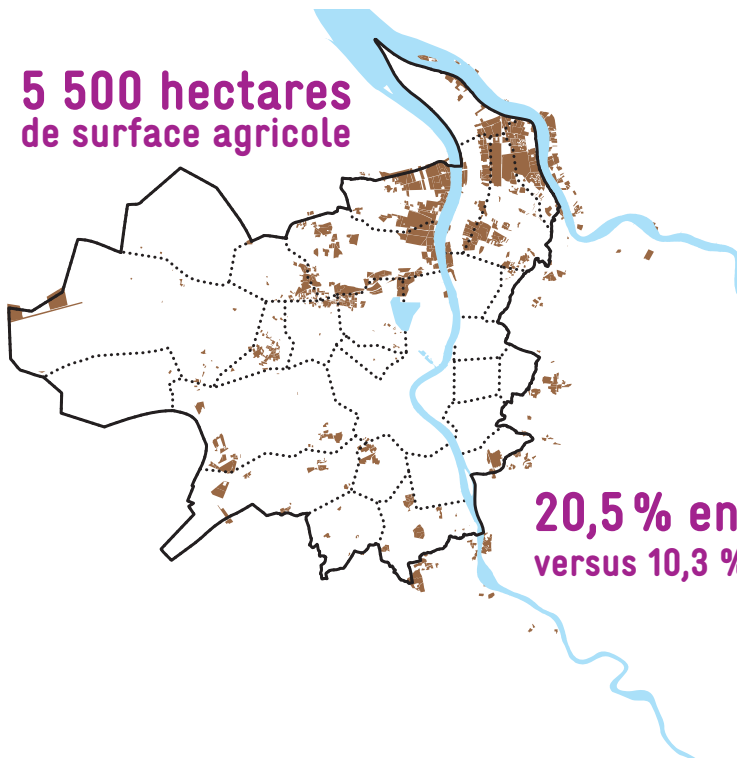 5 500 hectares
de surface agricole
20,5 % en
versus 10,3 %